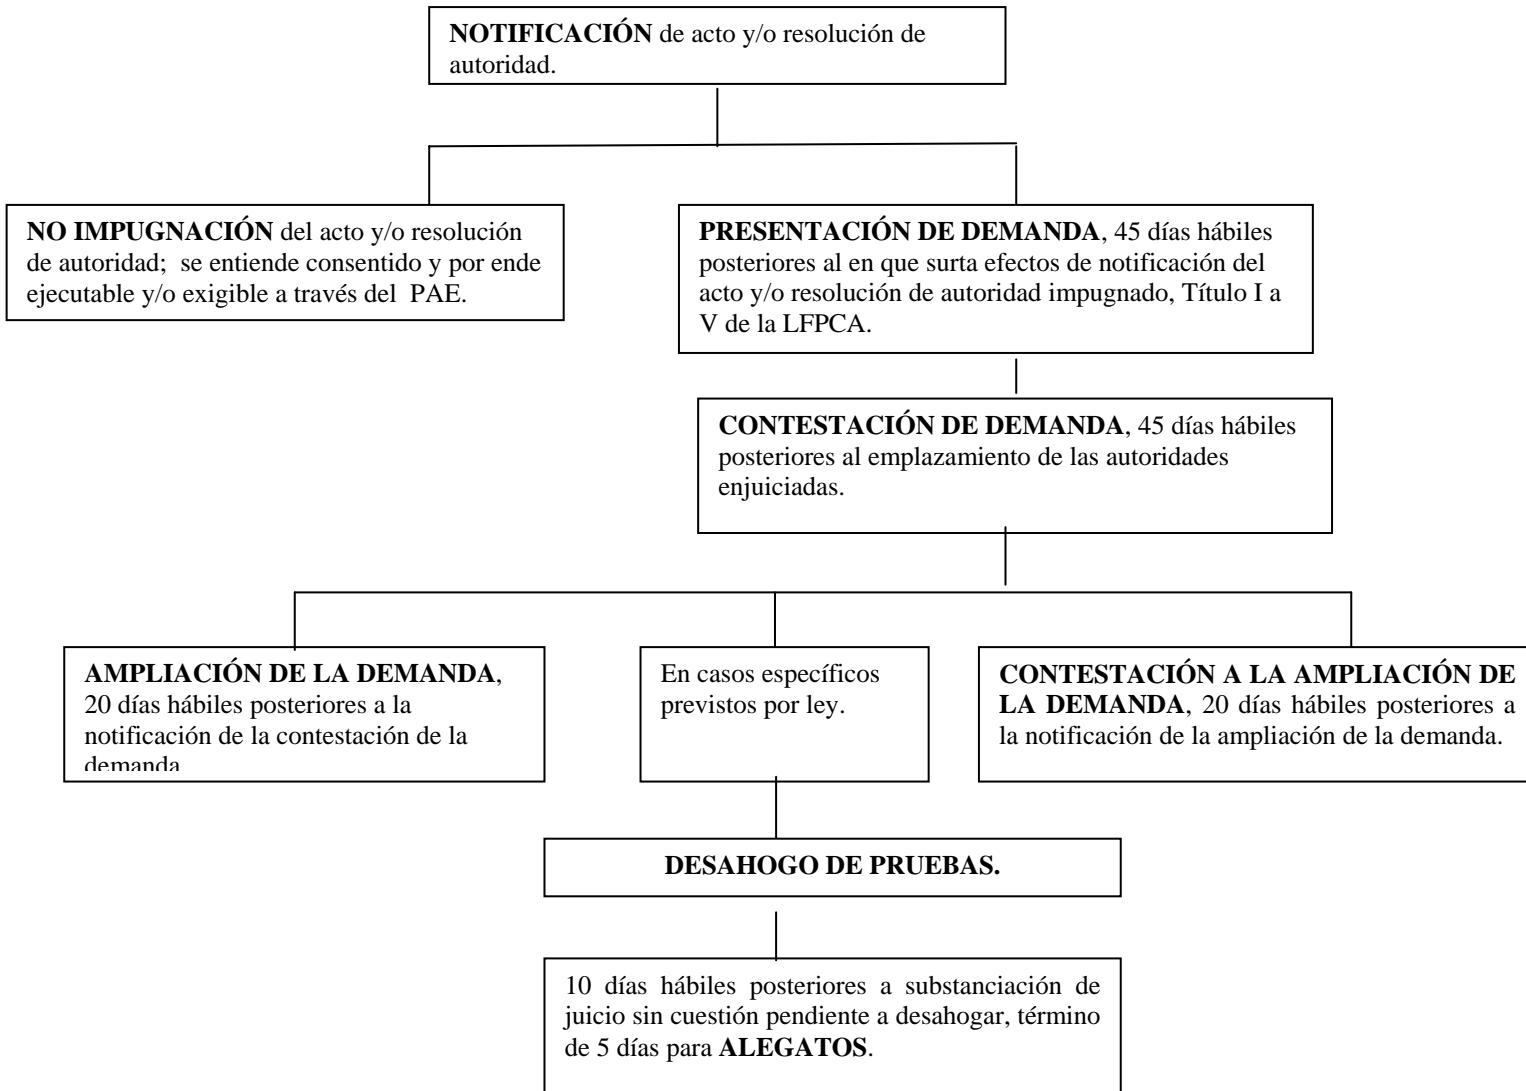 NOTIFICACIÓN de acto y/o resolución de
autoridad.
NO IMPUGNACIÓN del acto y/o resolución
de autoridad; se entiende consentido y por ende
ejecutable y/o exigible a través del PAE.
PRESENTACIÓN DE DEMANDA, 45 días hábiles
posteriores al en que surta efectos de notificación del
acto y/o resolución de autoridad impugnado, Título I a
V de la LFPCA.
CONTESTACIÓN DE DEMANDA, 45 días hábiles
posteriores al emplazamiento de las autoridades
enjuiciadas.
AMPLIACIÓN DE LA DEMANDA,
20 días hábiles posteriores a la
notificación de la contestación de la
demanda
En casos específicos
previstos por ley.
CONTESTACIÓN A LA AMPLIACIÓN DE
LA DEMANDA, 20 días hábiles posteriores a
la notificación de la ampliación de la demanda.
DESAHOGO DE PRUEBAS.
10 días hábiles posteriores a substanciación de
juicio sin cuestión pendiente a desahogar, término
de 5 días para ALEGATOS.